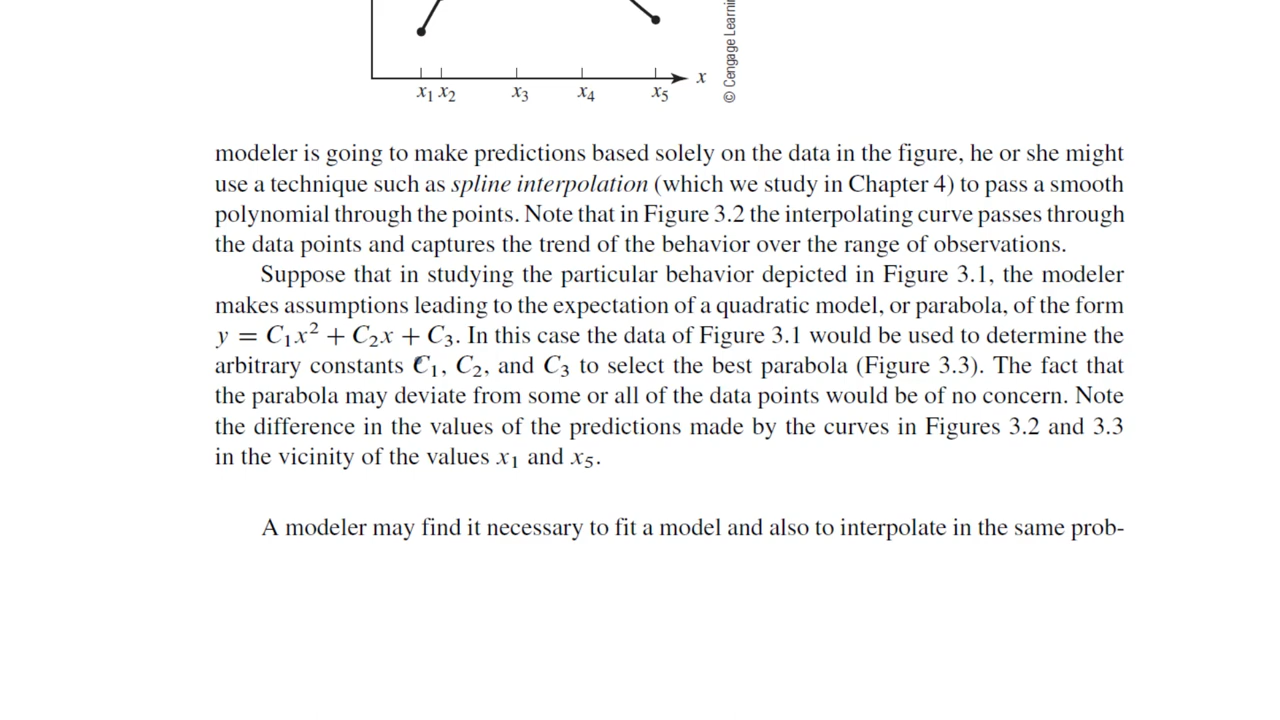 © Cengage Learni
x
x1 x2 x3 x4 x5
modeler is going to make predictions based solely on the data in the figure, he or she might
use a technique such as spline interpolation (which we study in Chapter 4) to pass a smooth
polynomial through the points. Note that in Figure 3.2 the interpolating curve passes through
the data points and captures the trend of the behavior over the range of observations.
Suppose that in studying the particular behavior depicted in Figure 3.1, the modeler
makes assumptions leading to the expectation of a quadratic model, or parabola, of the form
y = C₁x² + C₂x + C₃. In this case the data of Figure 3.1 would be used to determine the
arbitrary constants C₁, C₂, and C₃ to select the best parabola (Figure 3.3). The fact that
the parabola may deviate from some or all of the data points would be of no concern. Note
the difference in the values of the predictions made by the curves in Figures 3.2 and 3.3
in the vicinity of the values x₁ and x₅.
A modeler may find it necessary to fit a model and also to interpolate in the same prob-